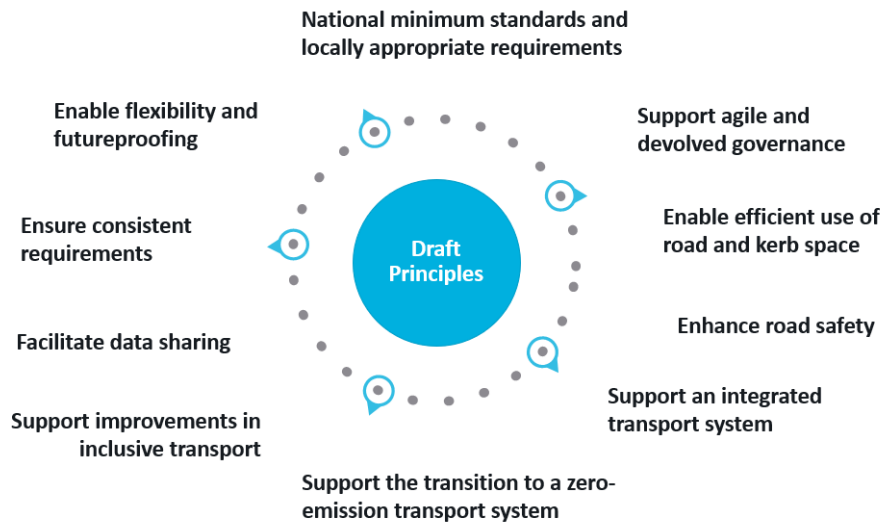 National minimum standards and
locally appropriate requirements
Enable flexibility and
futureproofing
Support agile and
devolved governance
Ensure consistent
requirements
Draft
Principles
Enable efficient use of
road and kerb space
Facilitate data sharing
Enhance road safety
Support improvements in
inclusive transport
Support an integrated
transport system
Support the transition to a zero-
emission transport system